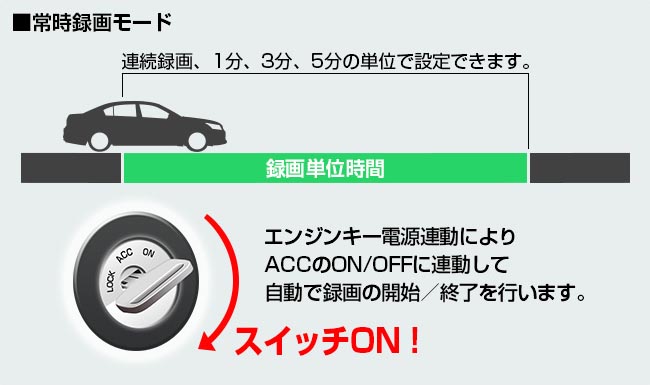 ■常時録画モード
連続録画、1分、3分、5分の単位で設定できます。
録画単位時間
LOCK ACC ON
エンジンキー電源連動により
ACCのON/OFFに連動して
自動で録画の開始／終了を行います。
スイッチON！